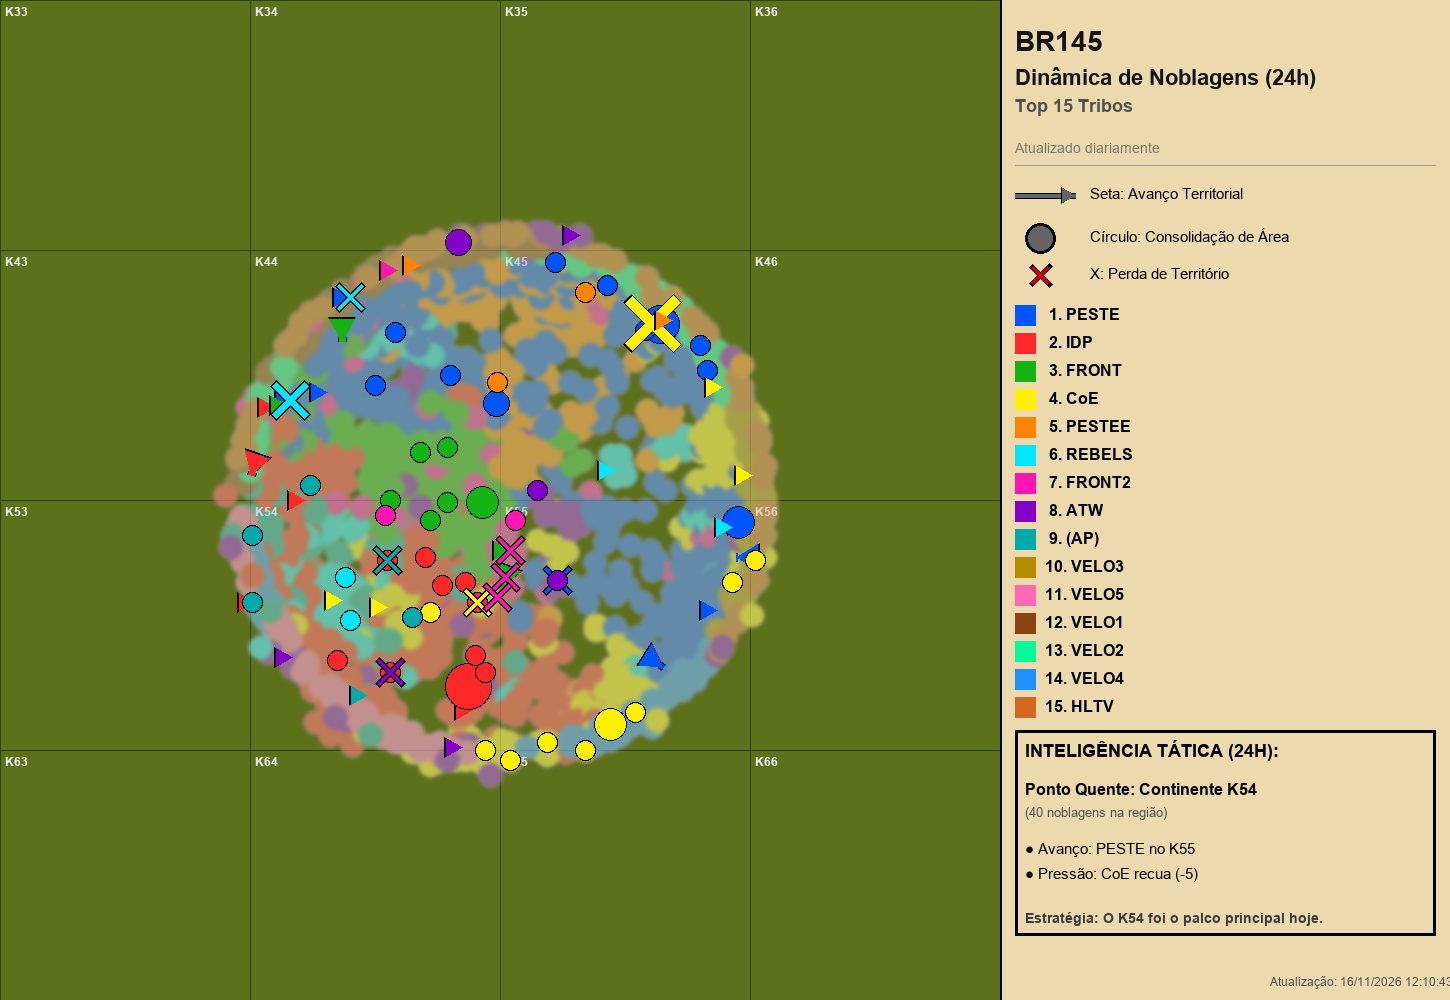 K33
K34
K35
K36
K43
K44
K45
K46
K53
K54
K55
K56
K63
K64
K66
BR145
Dinâmica de Noblagens (24h)
Top 15 Tribos
Atualizado diariamente
Seta: Avanço Territorial
Círculo: Consolidação de Área
X: Perda de Território
1. PESTE
2. IDP
3. FRONT
4. CoE
5. PESTEE
6. REBELS
7. FRONT2
8. ATW
9. (AP)
10. VELO3
11. VELO5
12. VELO1
13. VELO2
14. VELO4
15. HLTV
INTELIGÊNCIA TÁTICA (24H):
Ponto Quente: Continente K54
(40 noblagens na região)
● Avanço: PESTE no K55
● Pressão: CoE recua (-5)
Estratégia: O K54 foi o palco principal hoje.
Atualização: 16/11/2026 12:10:43